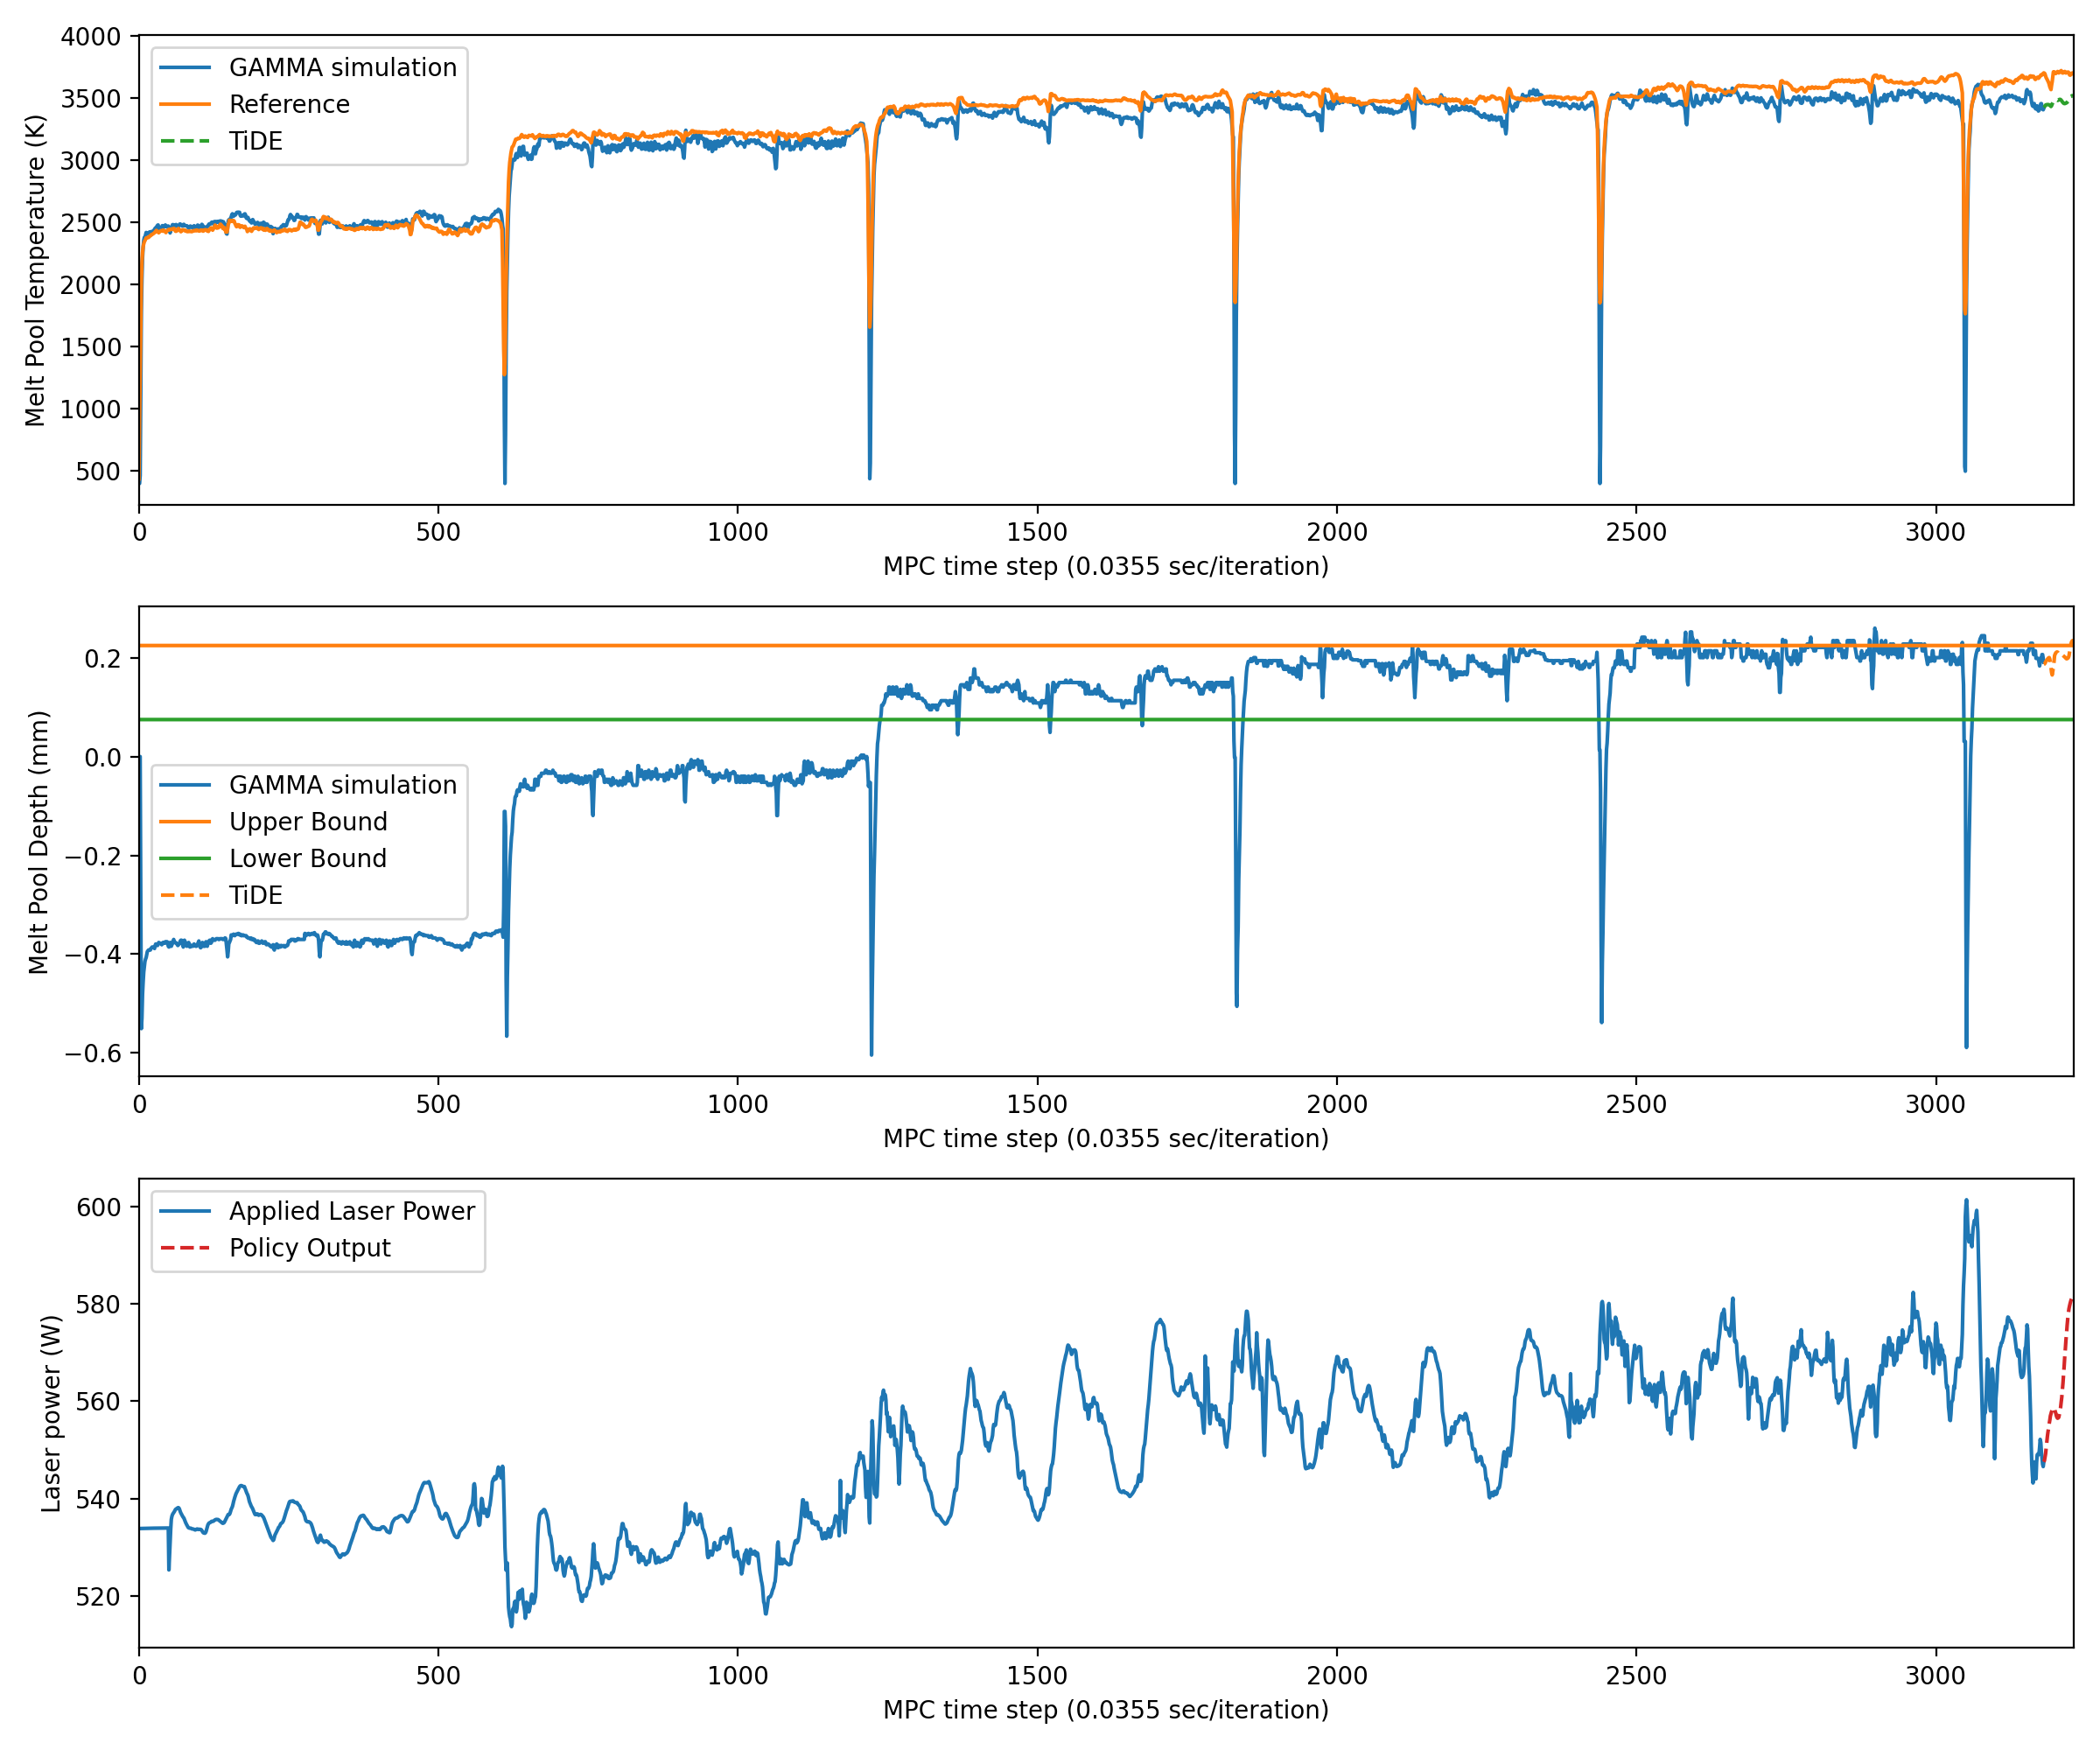 4000
3500
3000
2500
2000
1500
1000
500
Melt Pool Temperature (K)
GAMMA simulation
Reference
TiDE
0 500 1000 1500 2000 2500 3000
MPC time step (0.0355 sec/iteration)
0.2
0.0
−0.2
−0.4
−0.6
Melt Pool Depth (mm)
GAMMA simulation
Upper Bound
Lower Bound
TiDE
0 500 1000 1500 2000 2500 3000
MPC time step (0.0355 sec/iteration)
600
580
560
540
520
Laser power (W)
Applied Laser Power
Policy Output
0 500 1000 1500 2000 2500 3000
MPC time step (0.0355 sec/iteration)